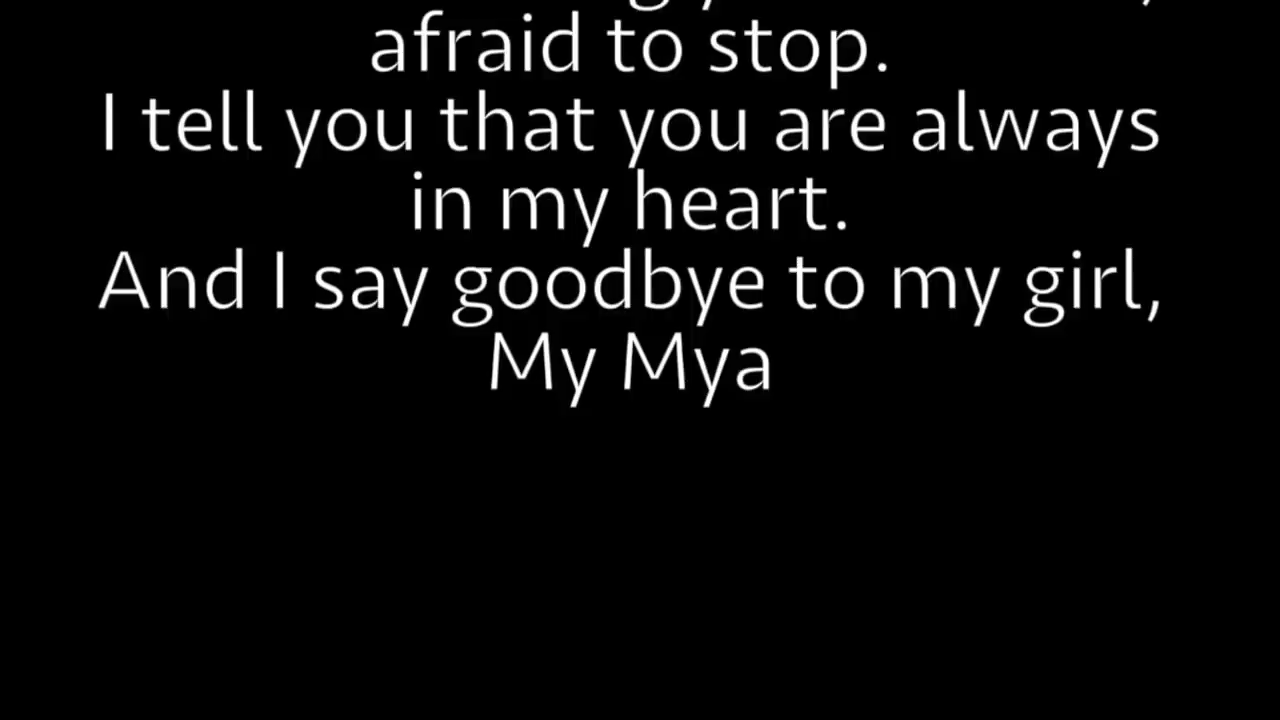 afraid to stop.
I tell you that you are always
in my heart.
And I say goodbye to my girl,
My Mya